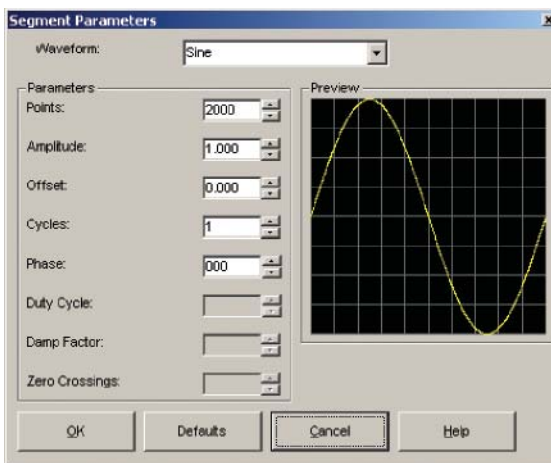 Segment Parameters
Waveform:
Sine
Parameters
Points:
2000
Amplitude:
1.000
Offset:
0.000
Cycles:
1
Phase:
000
Duty Cycle:
Damp Factor:
Zero Crossings:
Preview
OK
Defaults
Cancel
Help